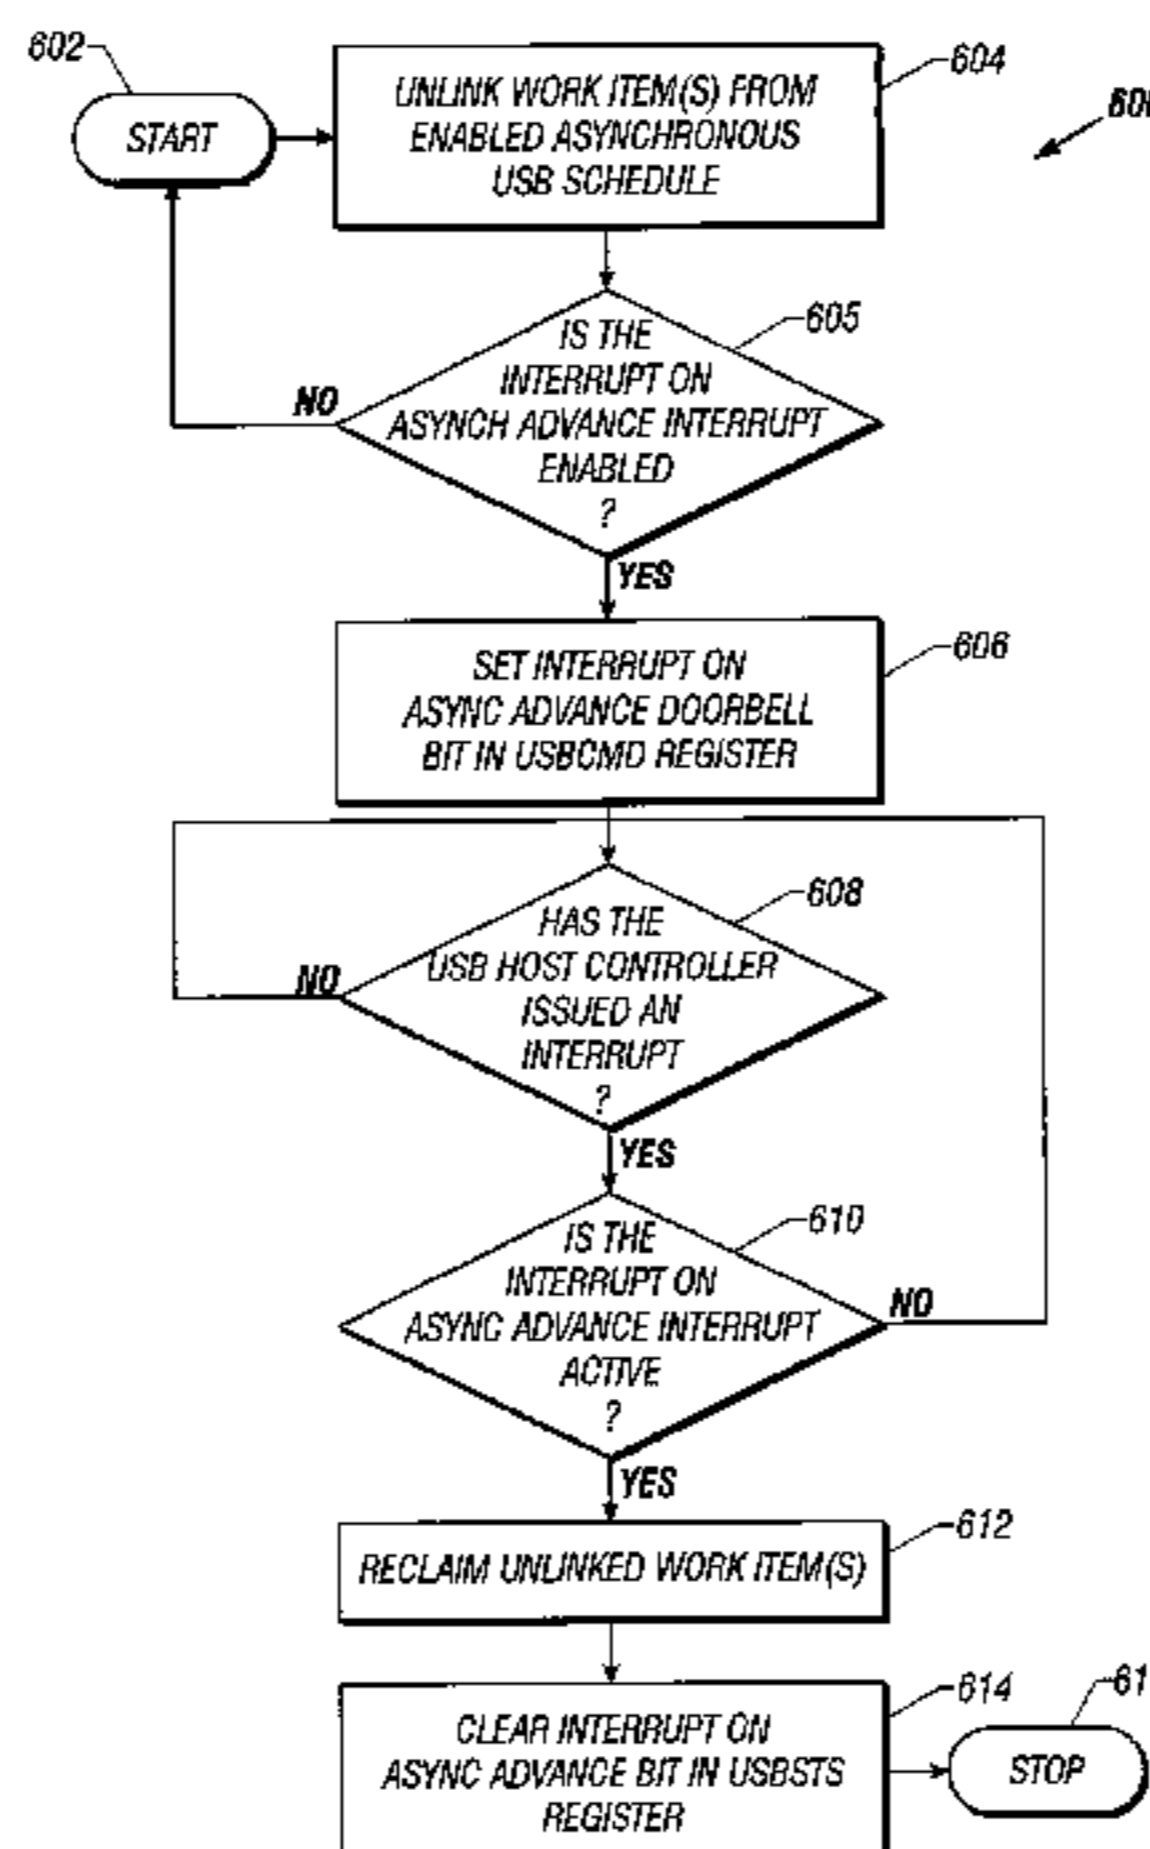 602
START
UNLINK WORK ITEM(S) FROM
ENABLED ASYNCHRONOUS
USB SCHEDULE
604
IS THE
INTERRUPT ON
ASYNCH ADVANCE INTERRUPT
ENABLED
?
605
NO
YES
SET INTERRUPT ON
ASYNC ADVANCE DOORBELL
BIT IN USBCMD REGISTER
606
HAS THE
USB HOST CONTROLLER
ISSUED AN
INTERRUPT
?
608
NO
YES
IS THE
INTERRUPT ON
ASYNC ADVANCE INTERRUPT
ACTIVE
?
610
NO
YES
RECLAIM UNLINKED WORK ITEM(S)
612
CLEAR INTERRUPT ON
ASYNC ADVANCE BIT IN USBSTS
REGISTER
614
61
STOP